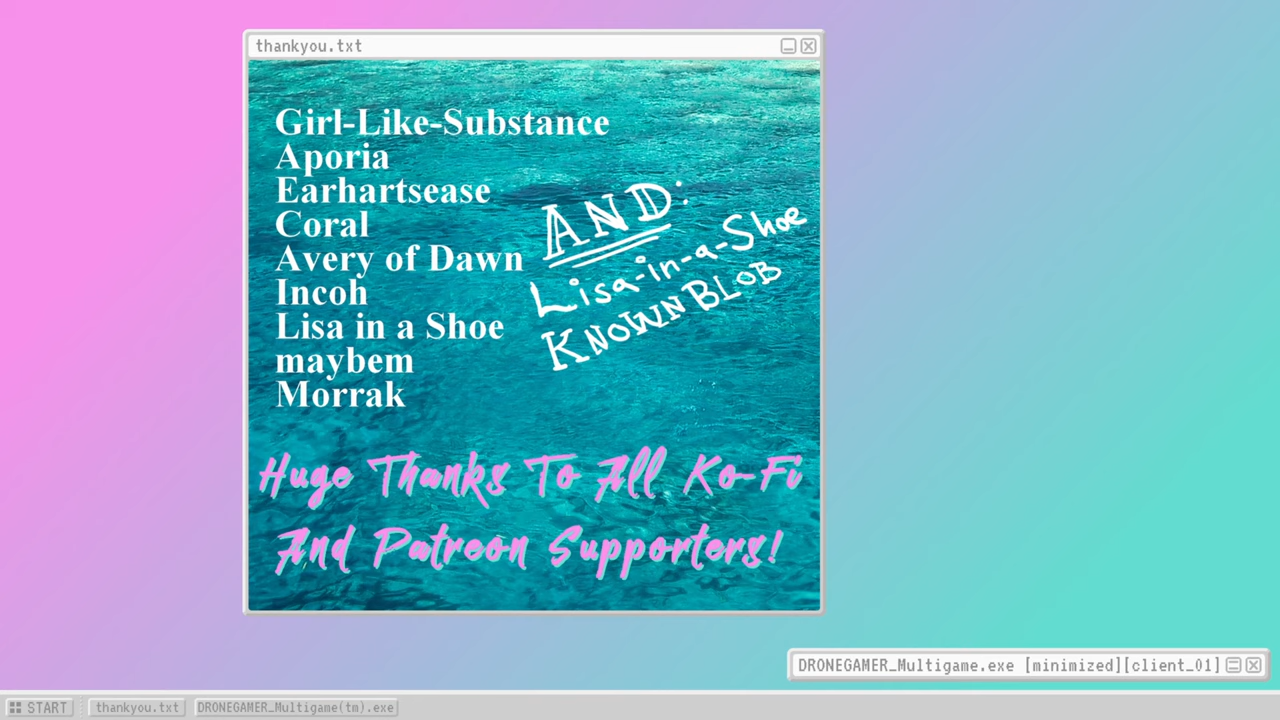 thankyou.txt
Girl-Like-Substance
Aporia
Earhartsease
Coral
Avery of Dawn
Incoh
Lisa in a Shoe
maybem
Morrak
AND:
Lisa-in-a-Shoe
KNOWN BLOB
Huge Thanks To All Ko-Fi
And Patreon Supporters!
DRONEGAMER_Multigame.exe [minimized][client_01]
START
thankyou.txt
DRONEGAMER_Multigame(tm).exe